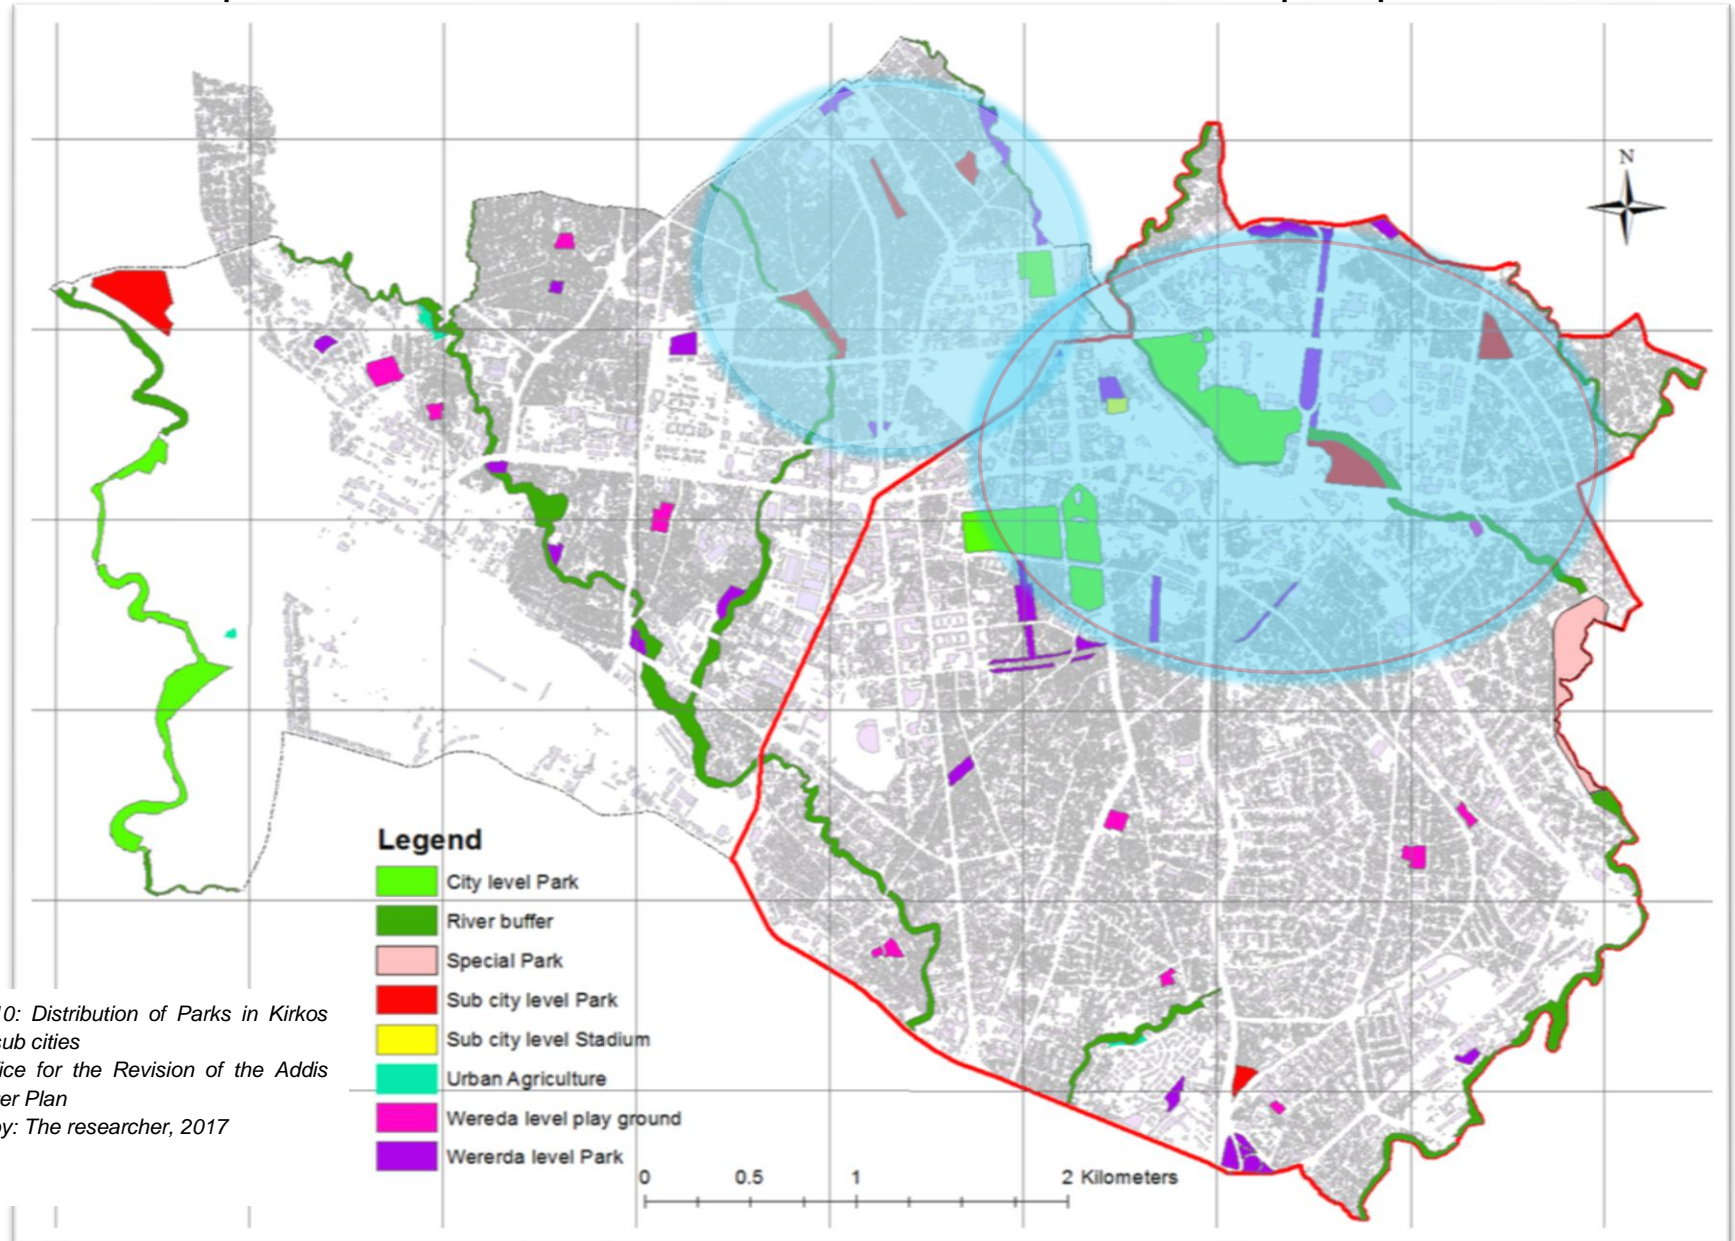 N
Legend
City level Park
River buffer
Special Park
Sub city level Park
Sub city level Stadium
Urban Agriculture
Wereda level play ground
Wererda level Park
0 0.5 1 2 Kilometers
10: Distribution of Parks in Kirkos
sub cities
ice for the Revision of the Addis
er Plan
by: The researcher, 2017